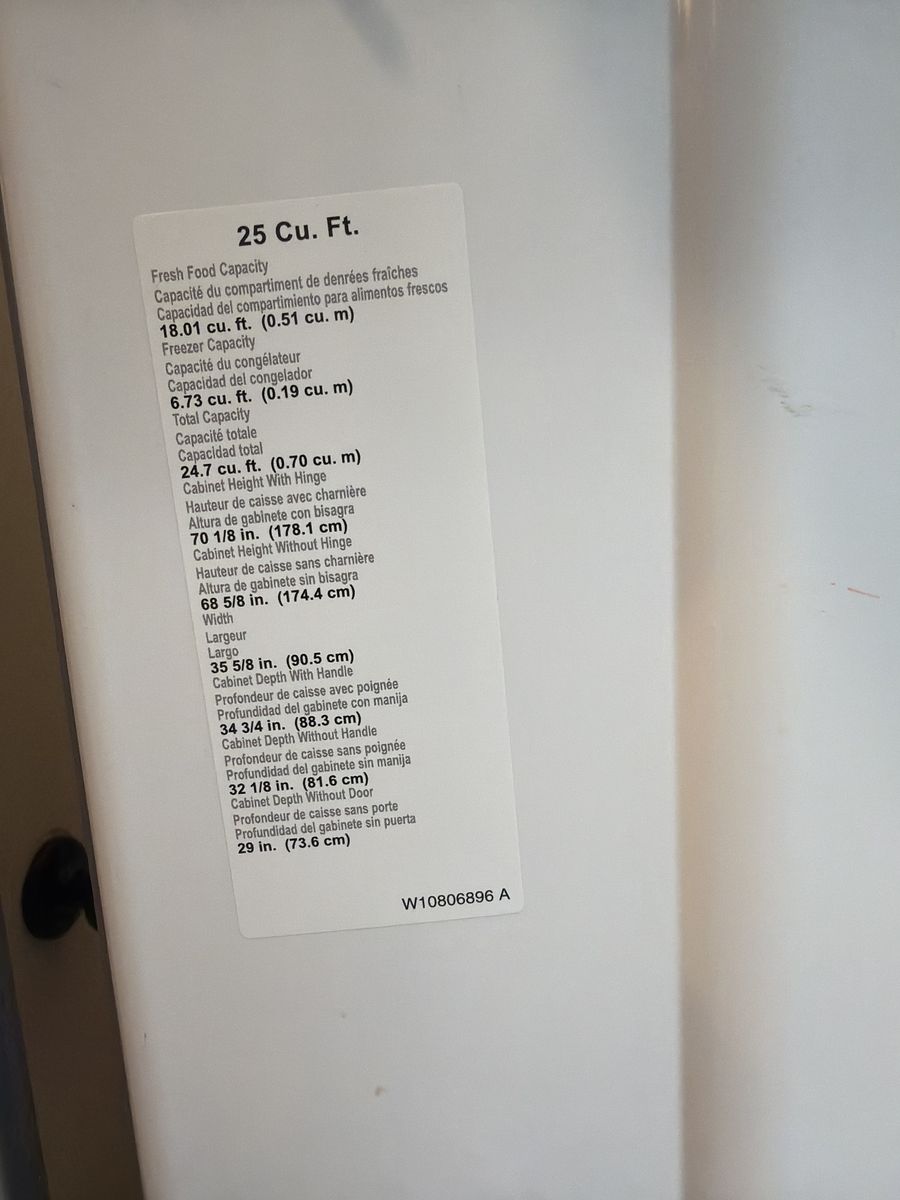 25 Cu. Ft.
Fresh Food Capacity
Capacité du compartiment de denrées fraîches
Capacidad del compartimiento para alimentos frescos
18.01 cu. ft. (0.51 cu. m)
Freezer Capacity
Capacité du congélateur
Capacidad del congelador
6.73 cu. ft. (0.19 cu. m)
Total Capacity
Capacité totale
Capacidad total
24.7 cu. ft. (0.70 cu. m)
Cabinet Height With Hinge
Hauteur de caisse avec charnière
Altura de gabinete con bisagra
70 1/8 in. (178.1 cm)
Cabinet Height Without Hinge
Hauteur de caisse sans charnière
Altura de gabinete sin bisagra
68 5/8 in. (174.4 cm)
Width
Largeur
Largo
35 5/8 in. (90.5 cm)
Cabinet Depth With Handle
Profondeur de caisse avec poignée
Profundidad del gabinete con manija
34 3/4 in. (88.3 cm)
Cabinet Depth Without Handle
Profondeur de caisse sans poignée
Profundidad del gabinete sin manija
32 1/8 in. (81.6 cm)
Cabinet Depth Without Door
Profondeur de caisse sans porte
Profundidad del gabinete sin puerta
29 in. (73.6 cm)
W10806896 A